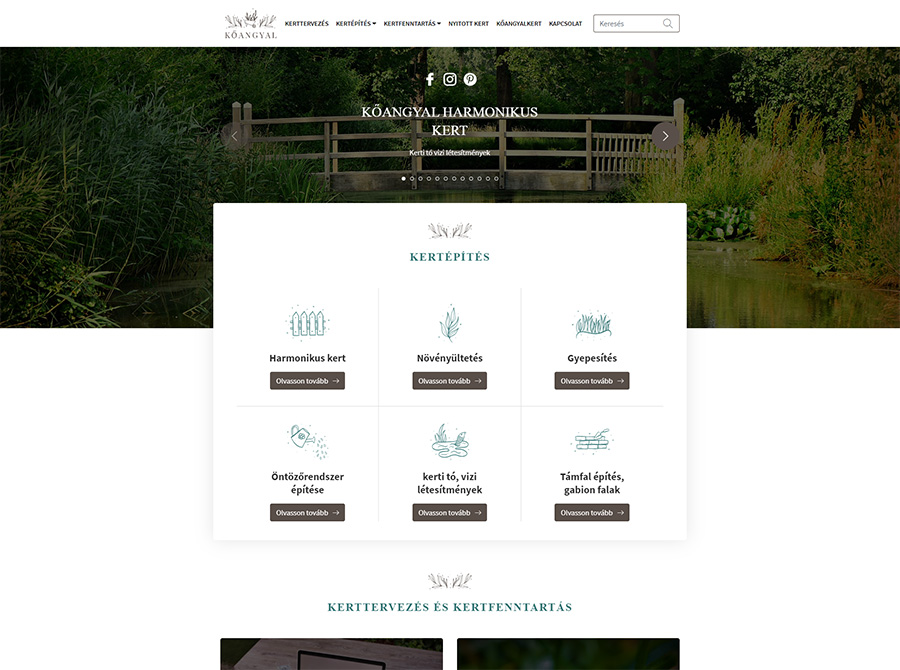 KŐANGYAL
KERTTERVEZÉS KERTÉPÍTÉS KERTFENNTARTÁS NYITOTT KERT KŐANGYALKERT KAPCSOLAT
Keresés
KŐANGYAL HARMONIKUS
KERT
Kerti tó vizi létesítmények
KERTÉPÍTÉS
Harmonikus kert
Olvasson tovább
Növényültetés
Olvasson tovább
Gyepesítés
Olvasson tovább
Öntözőrendszer
építése
Olvasson tovább
kerti tó, vizi
létesítmények
Olvasson tovább
Támfal építés,
gabion falak
Olvasson tovább
KERTTERVEZÉS ÉS KERTFENNTARTÁS